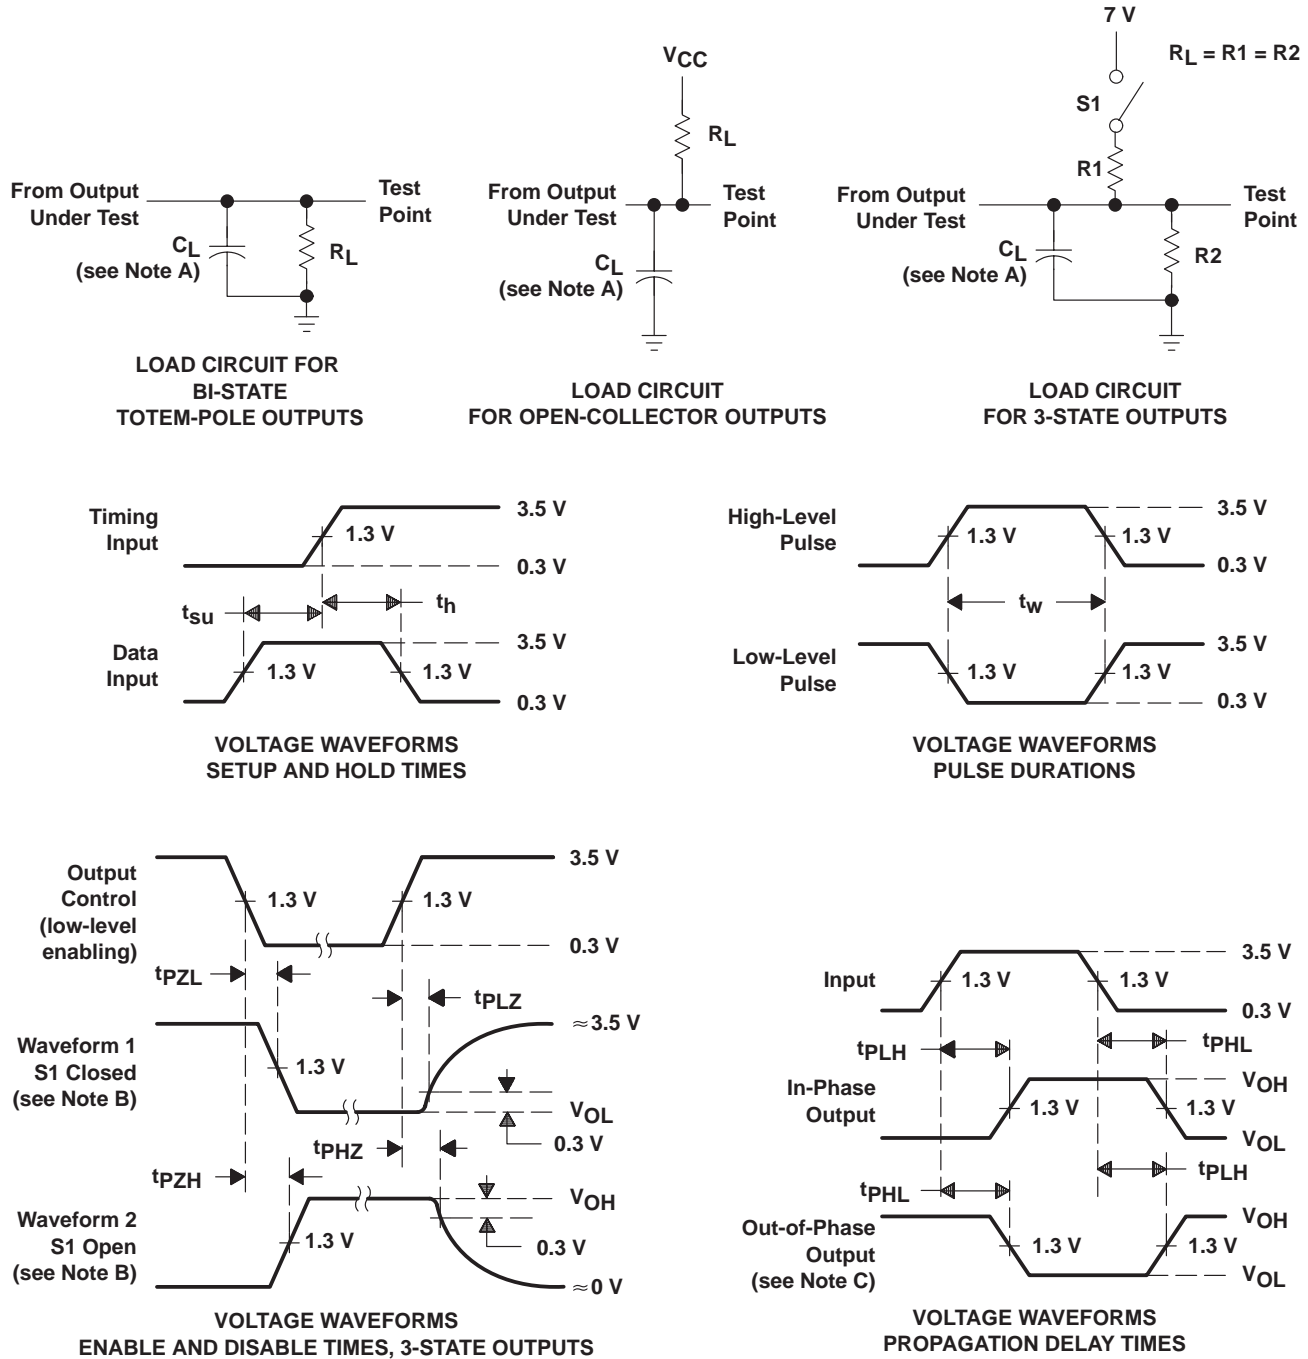 From Output
Under Test
Test
Point
CL
(see Note A)
RL
LOAD CIRCUIT FOR
BI-STATE
TOTEM-POLE OUTPUTS
VCC
RL
From Output
Under Test
Test
Point
CL
(see Note A)
LOAD CIRCUIT
FOR OPEN-COLLECTOR OUTPUTS
7 V
RL = R1 = R2
S1
R1
From Output
Under Test
Test
Point
CL
(see Note A)
R2
LOAD CIRCUIT
FOR 3-STATE OUTPUTS
Timing
Input
1.3 V
3.5 V
0.3 V
tsu
th
Data
Input
1.3 V
1.3 V
3.5 V
0.3 V
VOLTAGE WAVEFORMS
SETUP AND HOLD TIMES
High-Level
Pulse
1.3 V
1.3 V
3.5 V
0.3 V
tw
Low-Level
Pulse
1.3 V
1.3 V
3.5 V
0.3 V
VOLTAGE WAVEFORMS
PULSE DURATIONS
Output
Control
(low-level
enabling)
1.3 V
1.3 V
3.5 V
0.3 V
tPZL
tPLZ
Waveform 1
S1 Closed
(see Note B)
1.3 V
≈3.5 V
VOL
0.3 V
tPHZ
tPZH
Waveform 2
S1 Open
(see Note B)
1.3 V
VOH
0.3 V
≈0 V
VOLTAGE WAVEFORMS
ENABLE AND DISABLE TIMES, 3-STATE OUTPUTS
Input
1.3 V
1.3 V
3.5 V
0.3 V
tPLH
tPHL
In-Phase
Output
1.3 V
1.3 V
VOH
VOL
tPHL
tPLH
Out-of-Phase
Output
(see Note C)
1.3 V
1.3 V
VOH
VOL
VOLTAGE WAVEFORMS
PROPAGATION DELAY TIMES